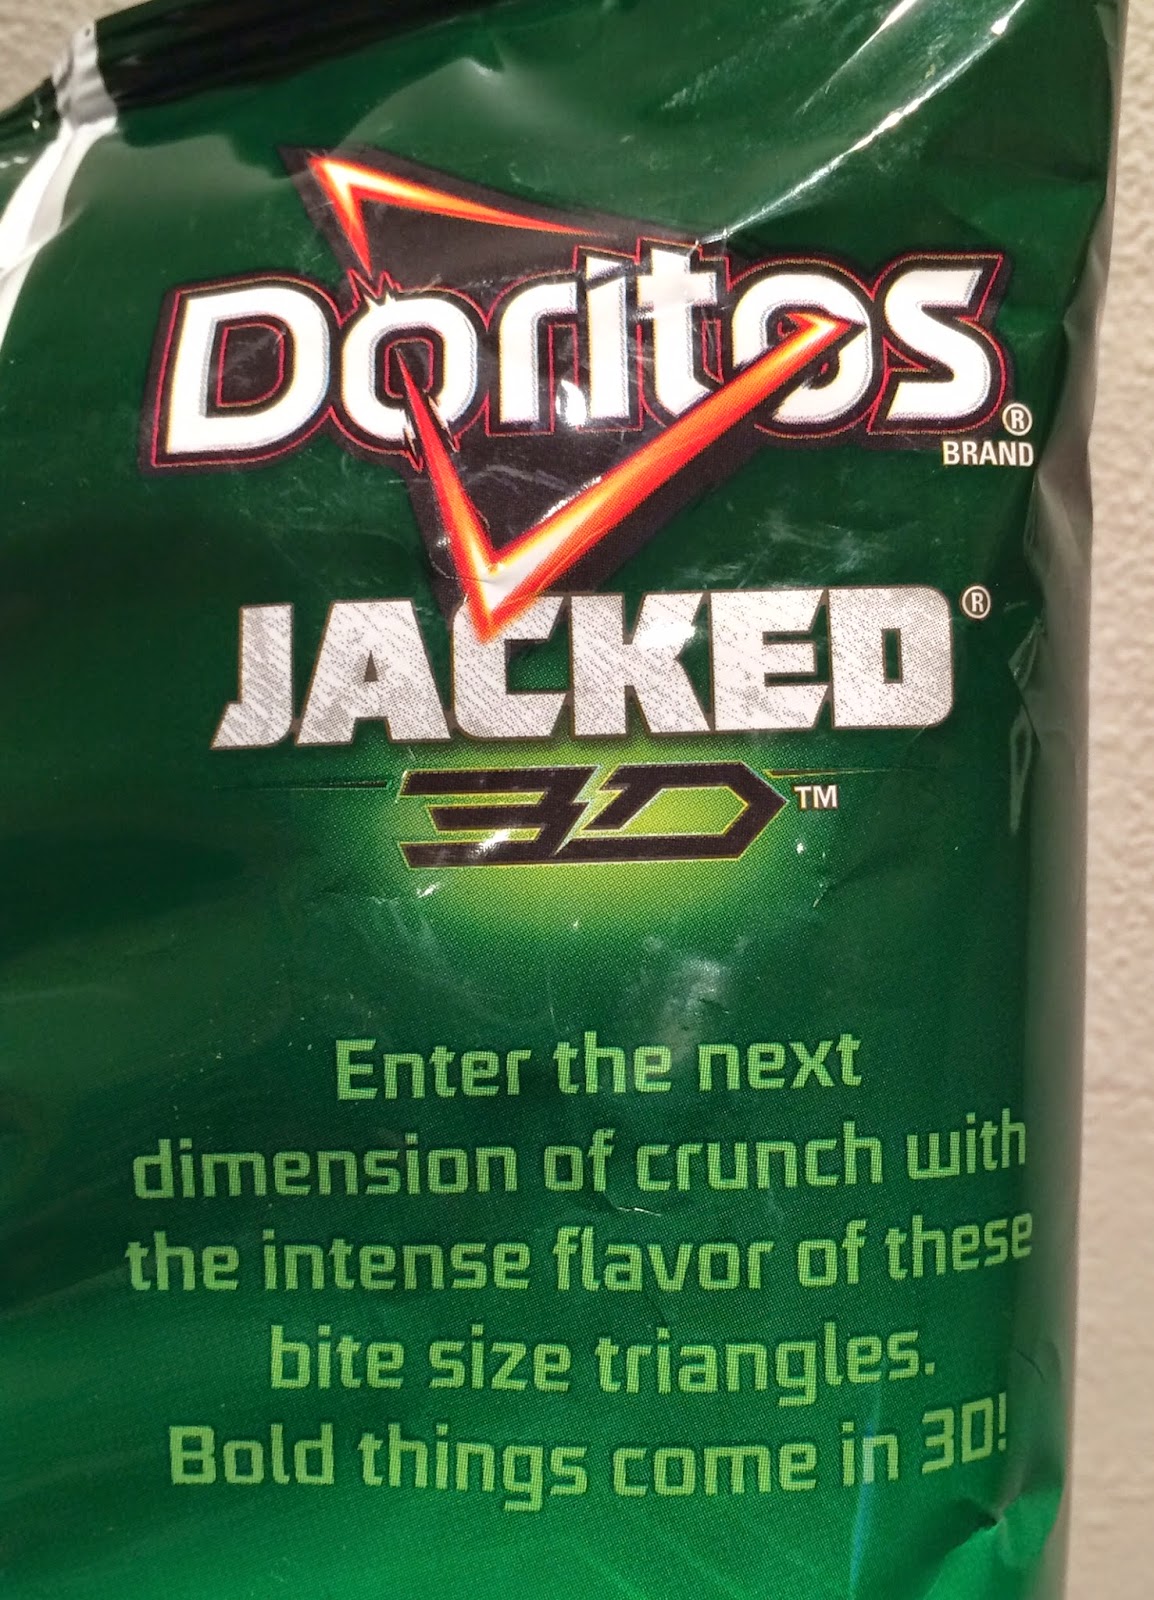 Doritos®
BRAND
JACKED®
3D™
Enter the next
dimension of crunch with
the intense flavor of these
bite size triangles.
Bold things come in 3D!